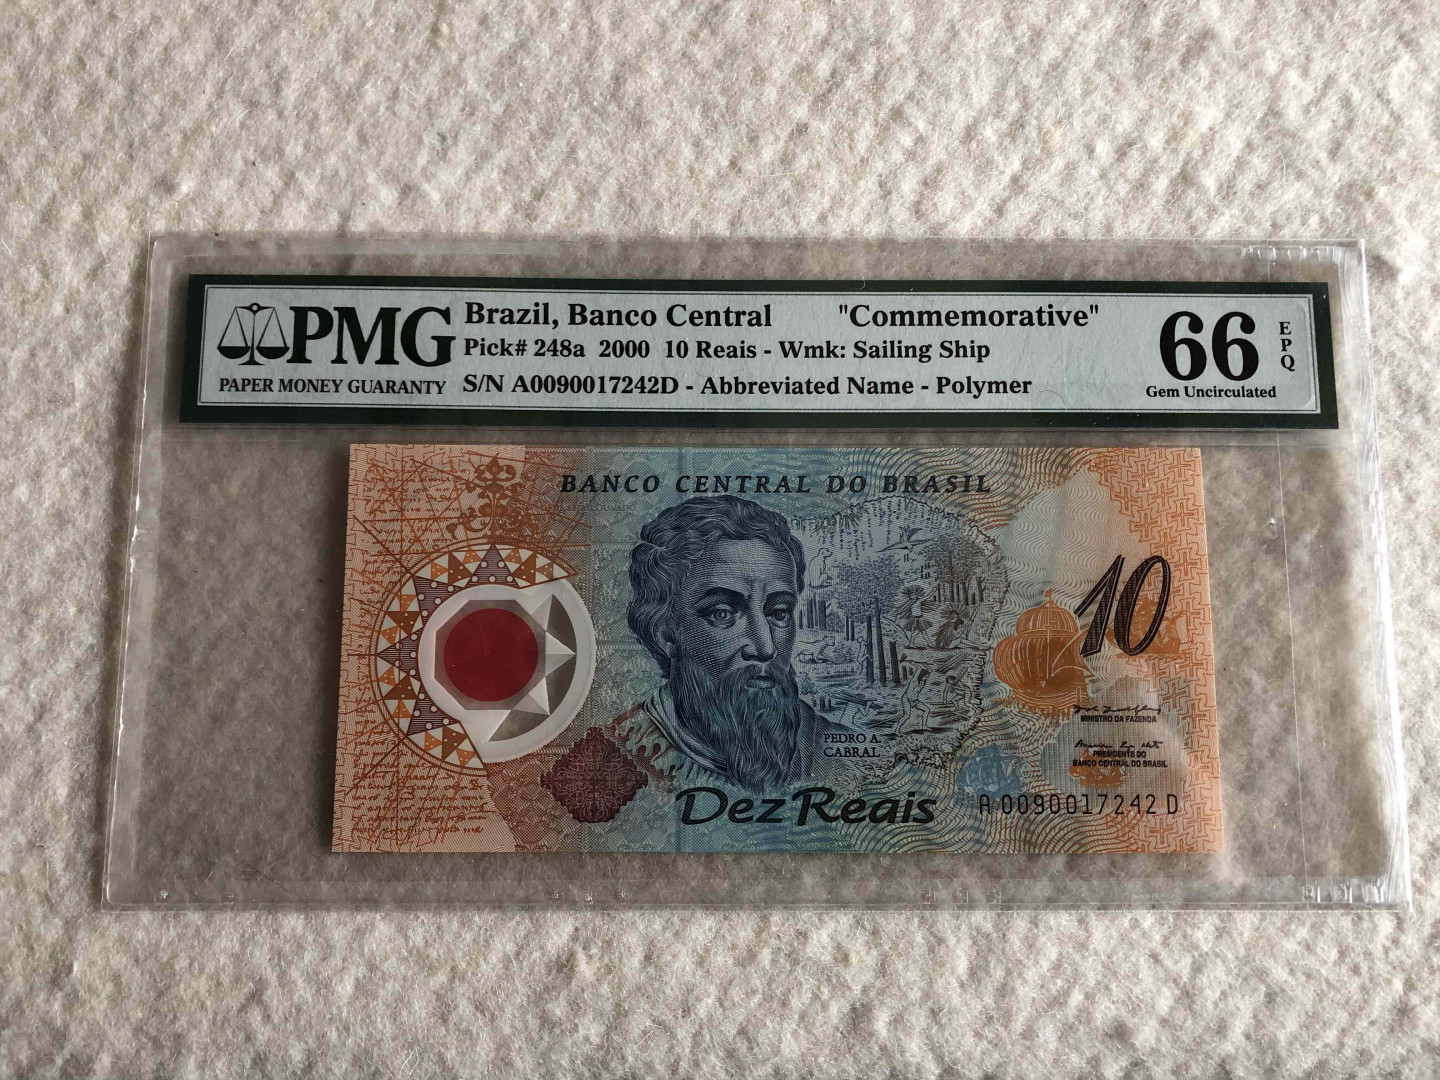 PMG
PAPER MONEY GUARANTY
Brazil, Banco Central "Commemorative"
Pick# 248a 2000 10 Reais - Wmk: Sailing Ship
S/N A0090017242D - Abbreviated Name - Polymer
66
EPQ
Gem Uncirculated
BANCO CENTRAL DO BRASIL
10
MINISTRO DA FAZENDA
PEDRO A.
CABRAL
PRESIDENTE DO
BANCO CENTRAL DO BRASIL
Dez Reais
A 0090017242 D